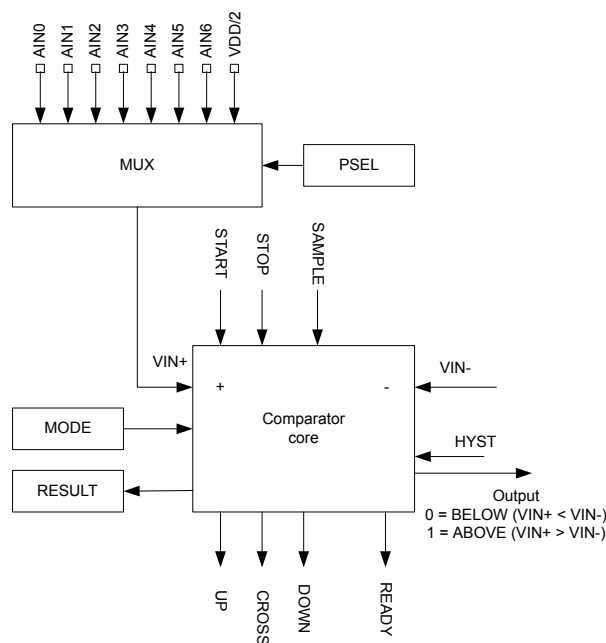 AIN0
AIN1
AIN2
AIN3
AIN4
AIN5
AIN6
VDD/2
MUX
PSEL
START
STOP
SAMPLE
VIN+
VIN-
+
-
MODE
Comparator
core
HYST
RESULT
Output
0 = BELOW (VIN+ < VIN-)
1 = ABOVE (VIN+ > VIN-)
UP
CROSS
DOWN
READY